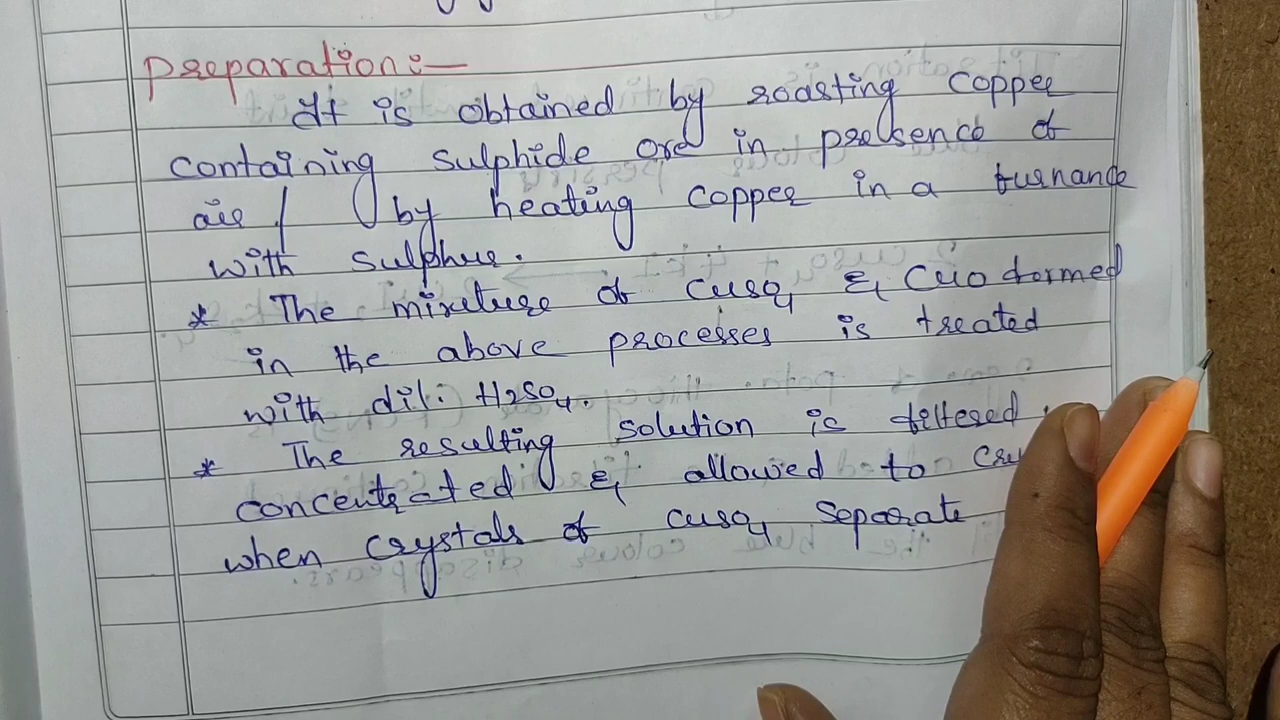 Preparation:-
It is obtained by roasting Copper
containing sulphide ore in presence of
air / by heating copper in a furnance
with sulphur.
* The mixture of CuSO4 & CuO formed
in the above processes is treated
with dil. H2SO4.
* The resulting solution is filtered.
concentrated & allowed to
when crystals of CuSO4 separate